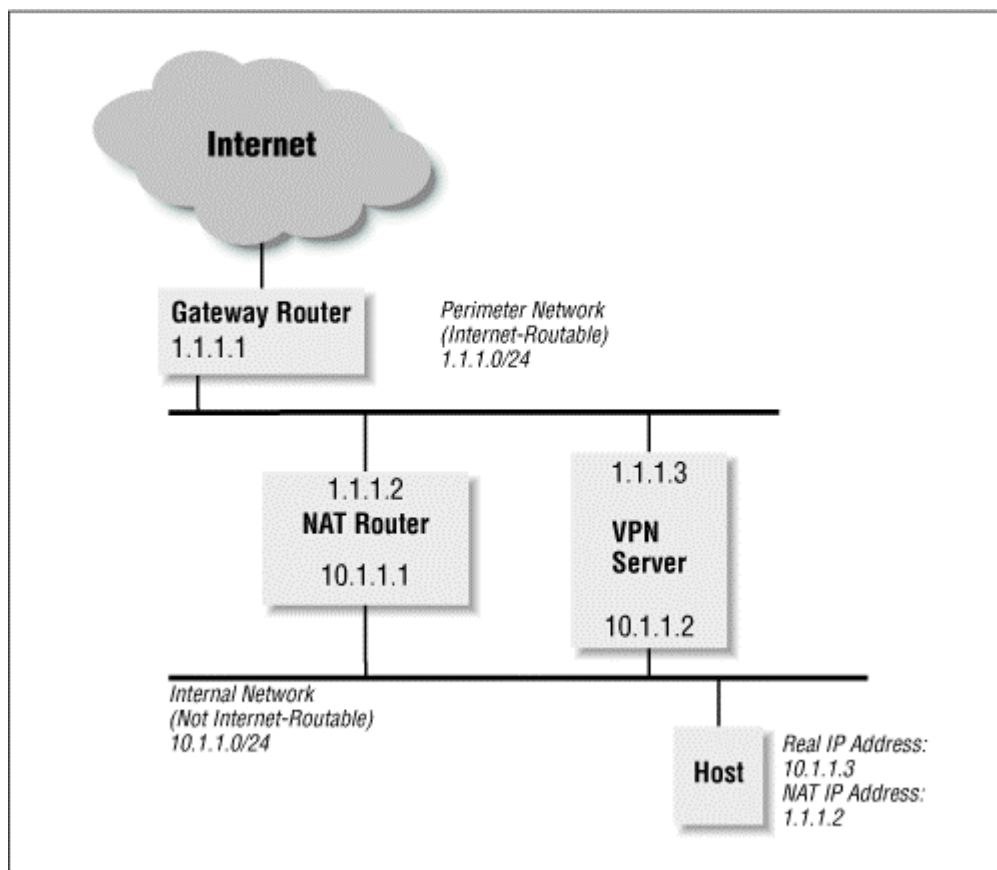 Internet
Gateway Router
1.1.1.1
Perimeter Network
(Internet-Routable)
1.1.1.0/24
1.1.1.2
NAT Router
10.1.1.1
1.1.1.3
VPN
Server
10.1.1.2
Internal Network
(Not Internet-Routable)
10.1.1.0/24
Host
Real IP Address:
10.1.1.3
NAT IP Address:
1.1.1.2